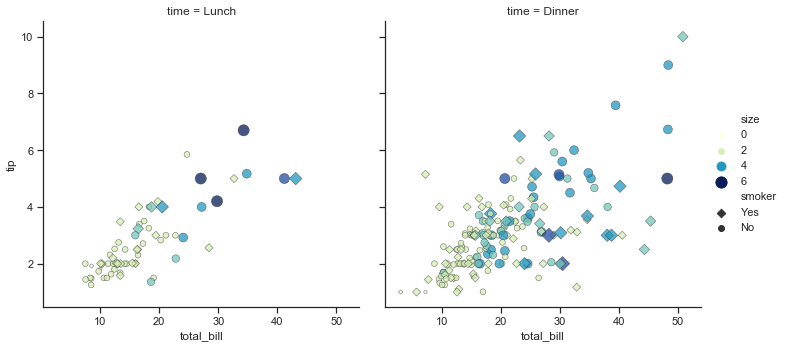 time = Lunch
time = Dinner
10
8
6
4
2
tip
10
20
30
40
50
total_bill
10
20
30
40
50
total_bill
size
0
2
4
6
smoker
Yes
No